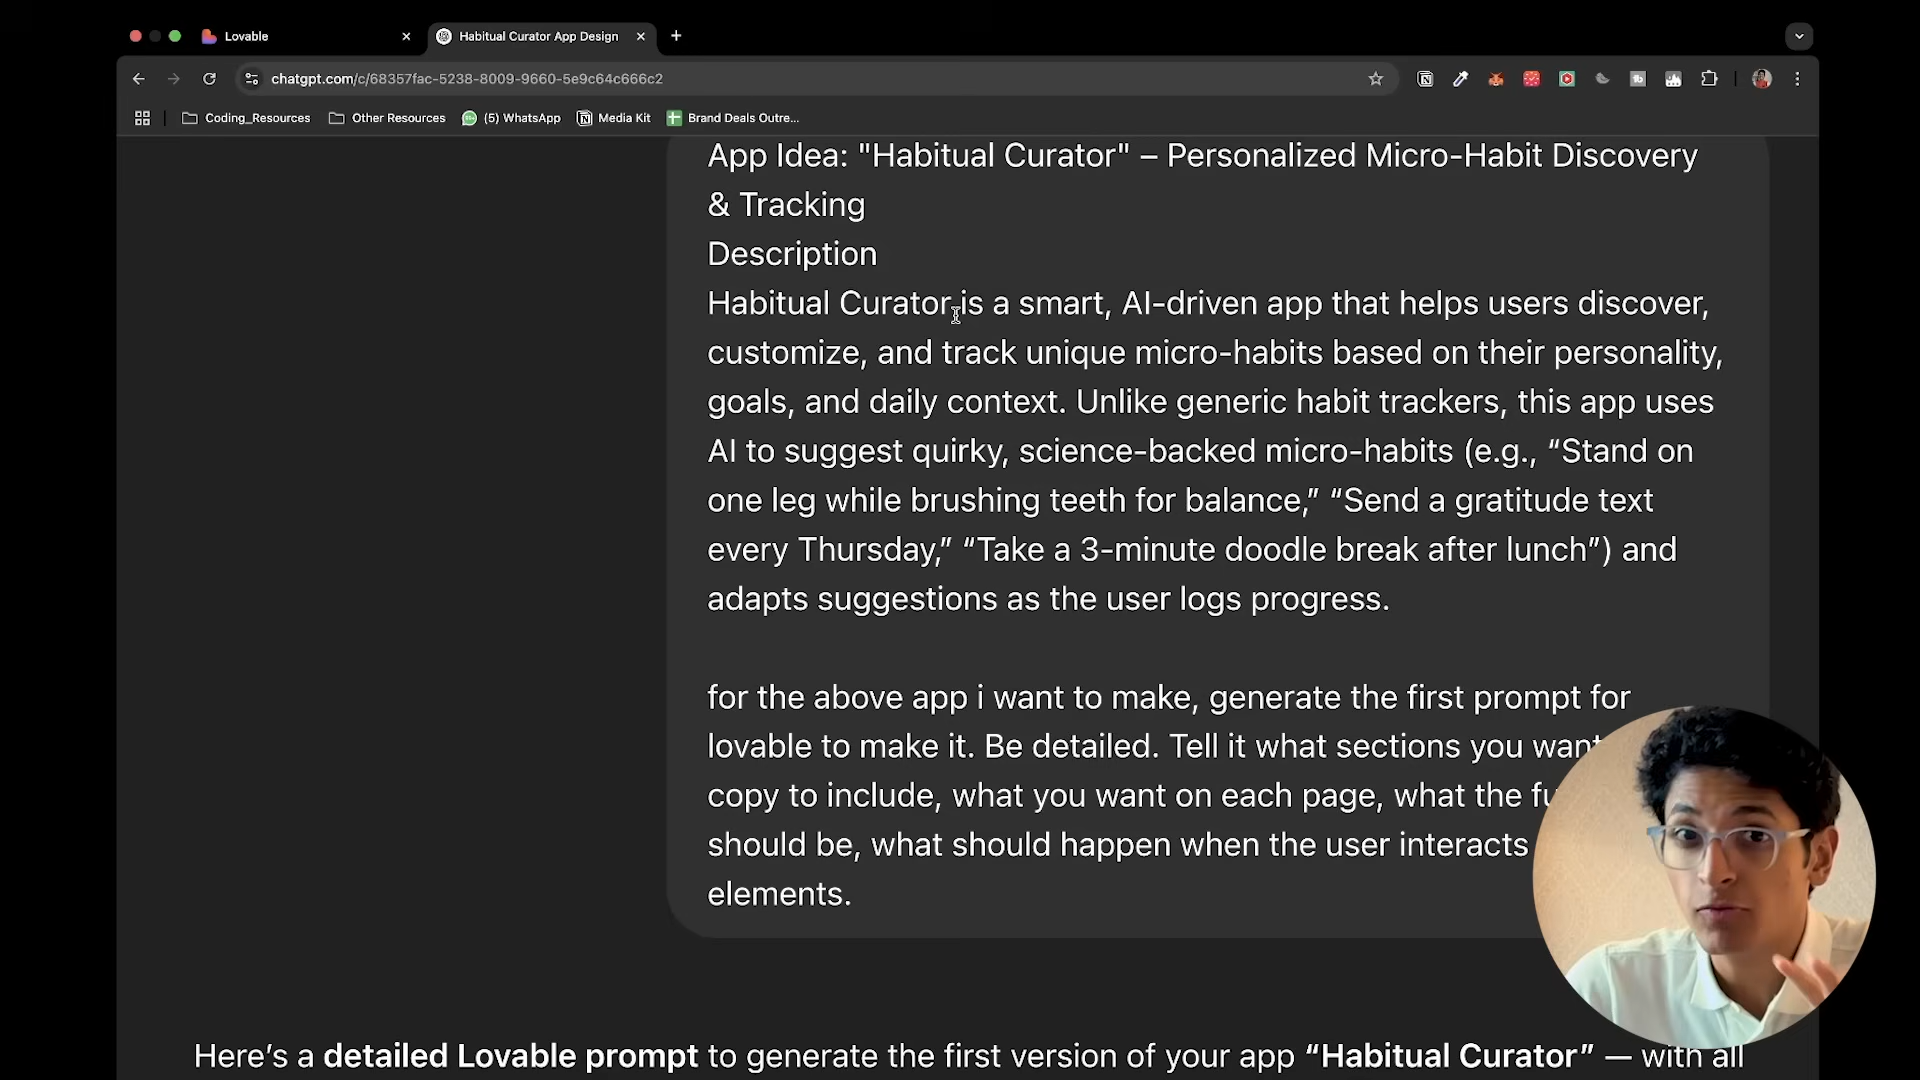 Lovable
Habitual Curator App Design
chatgpt.com/c/68357fac-5238-8009-9660-5e9c64c666c2
Coding_Resources
Other Resources
(5) WhatsApp
Media Kit
Brand Deals Outre...
App Idea: "Habitual Curator" – Personalized Micro-Habit Discovery
& Tracking
Description
Habitual Curator is a smart, AI-driven app that helps users discover,
customize, and track unique micro-habits based on their personality,
goals, and daily context. Unlike generic habit trackers, this app uses
AI to suggest quirky, science-backed micro-habits (e.g., “Stand on
one leg while brushing teeth for balance,” “Send a gratitude text
every Thursday,” “Take a 3-minute doodle break after lunch”) and
adapts suggestions as the user logs progress.
for the above app i want to make, generate the first prompt for
lovable to make it. Be detailed. Tell it what sections you want
copy to include, what you want on each page, what the
should be, what should happen when the user interacts
elements.
Here’s a detailed Lovable prompt to generate the first version of your app “Habitual Curator” — with all